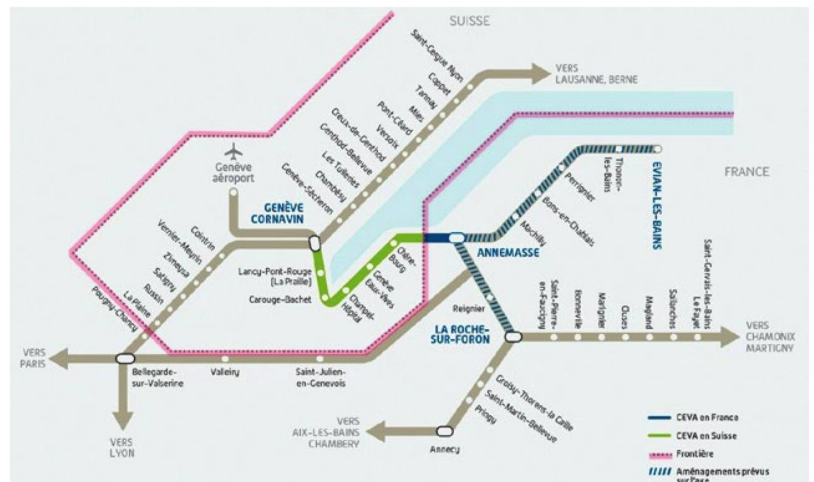 SUISSE
VERS
LAUSANNE, BERNE
Saint-Cergue Nyon
Coppet
Tannay
Mies
Pont-Céard
Versoix
Creux-de-Genthod
Genthod-Bellevue
Les Tuileries
Chambésy
Genève-Sécheron
Genève
aéroport
GENÈVE
CORNAVIN
FRANCE
EVIAN-LES-BAINS
Thonon-
les-Bains
Perrignier
Bons-en-Chablais
Machilly
ANNEMASSE
Cointrin
Vernier-Meyrin
Zimeysa
Satigny
Russin
La Plaine
Pougny-Chancy
Lancy-Pont-Rouge
(La Praille)
Carouge-Bachet
Chêne-
Bourg
Genève
Eaux-Vives
Champel-
Hôpital
Reignier
LA ROCHE-
SUR-FORON
Saint-Pierre-
en-Faucigny
Bonneville
Marignier
Cluses
Magland
Sallanches
Saint-Gervais-les-Bains
Le Fayet
VERS
CHAMONIX
MARTIGNY
VERS
PARIS
Bellegarde-
sur-Valserine
Valleiry
Saint-Julien-
en-Genevois
VERS
LYON
Groisy-Thorens-la Caille
Saint-Martin-Bellevue
Pringy
VERS
AIX-LES-BAINS
CHAMBERY
Annecy
CEVA en France
CEVA en Suisse
Frontière
Aménagements prévus
sur l'axe